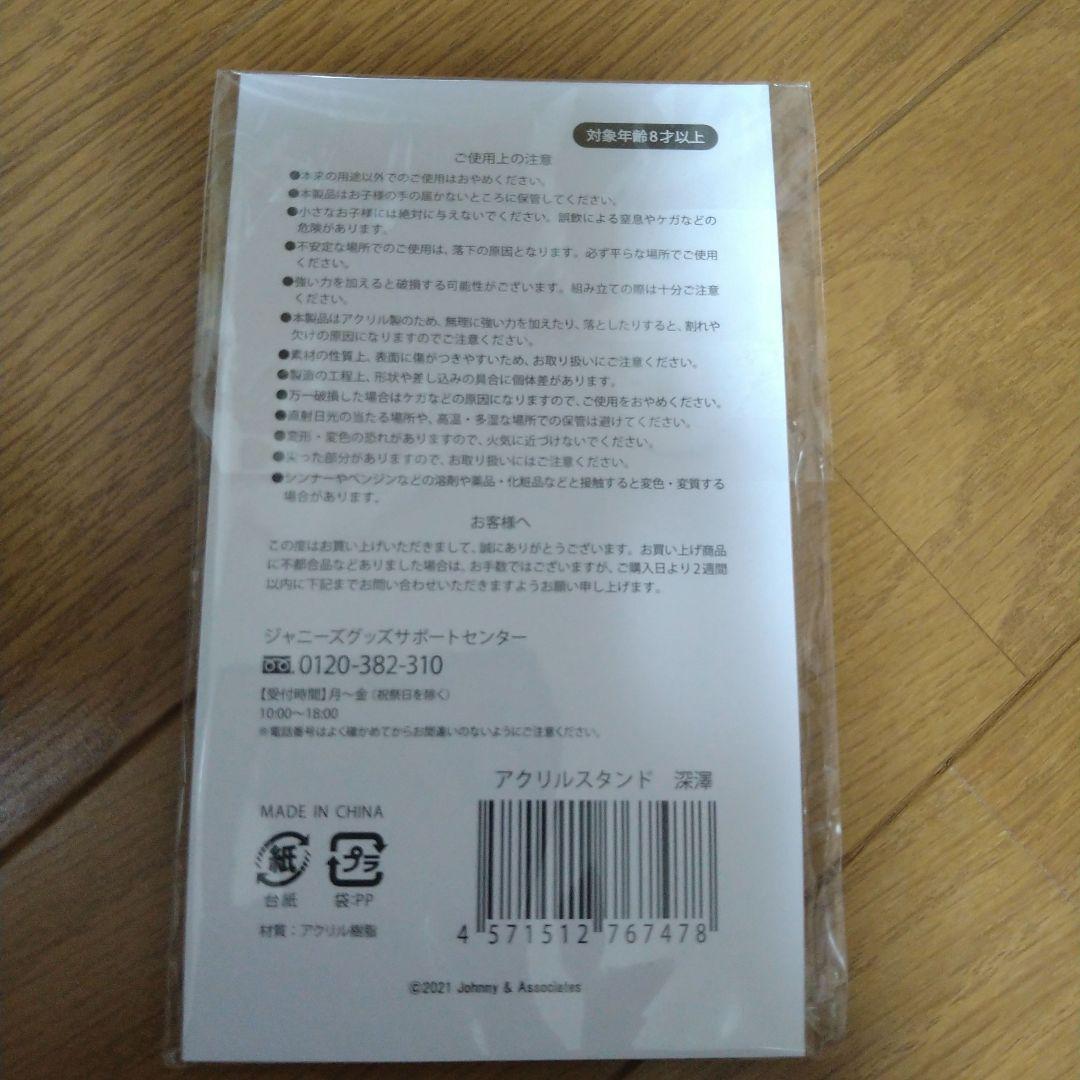 対象年齢8才以上
ご使用上の注意
●本来の用途以外でのご使用はおやめください。
●本製品はお子様の手の届かないところに保管してください。
●小さなお子様には絶対に与えないでください。誤飲による窒息やケガなどの
危険があります。
●不安定な場所でのご使用は、落下の原因となります。必ず平らな場所でご使用
ください。
●強い力を加えると破損する可能性がございます。組み立ての際は十分ご注意
ください。
●本製品はアクリル製のため、無理に強い力を加えたり、落としたりすると、割れや
欠けの原因になりますのでご注意ください。
●素材の性質上、表面に傷がつきやすいため、お取り扱いにご注意ください。
●製造の工程上、形状や差し込みの具合に個体差があります。
●万一破損した場合はケガなどの原因になりますので、ご使用をおやめください。
●直射日光の当たる場所や、高温・多湿な場所での保管は避けてください。
●変形・変色の恐れがありますので、火気に近づけないでください。
●尖った部分がありますので、お取り扱いにはご注意ください。
●シンナーやベンジンなどの溶剤や薬品・化粧品などと接触すると変色・変質する
場合があります。
お客様へ
この度はお買い上げいただきまして、誠にありがとうございます。お買い上げ商品
に不都合品などありました場合は、お手数ではございますが、ご購入日より2週間
以内に下記までお問い合わせいただきますようお願い申し上げます。
ジャニーズグッズサポートセンター
0120-382-310
【受付時間】月〜金（祝祭日を除く）
10:00〜18:00
※電話番号はよく確かめてからお間違いのないようにご注意ください。
アクリルスタンド 深澤
MADE IN CHINA
紙 プラ
台紙 袋:PP
材質：アクリル樹脂
4 571512 767478
©2021 Johnny & Associates